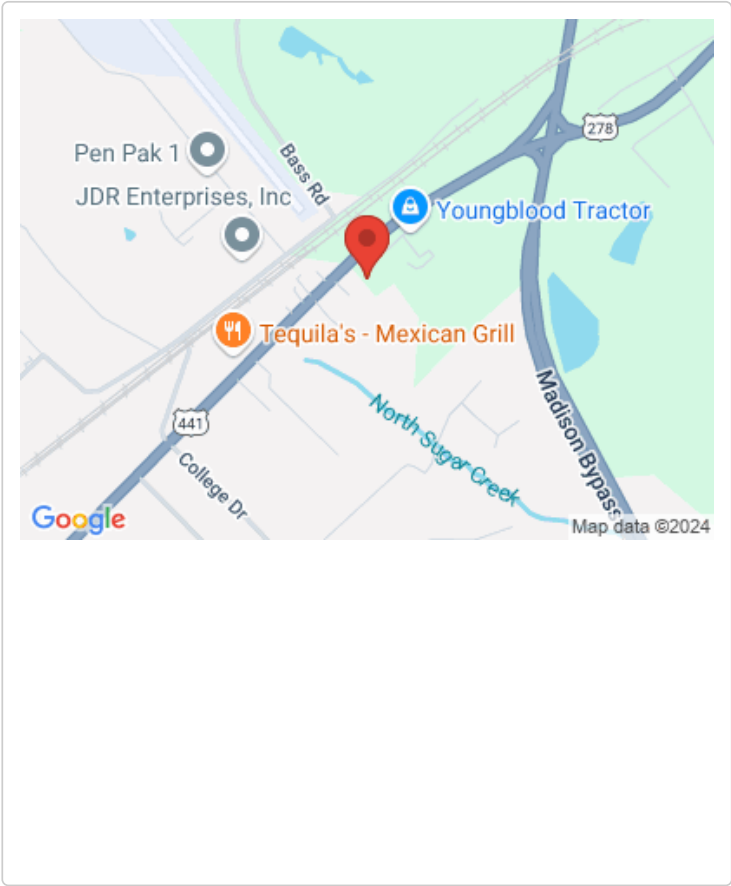 278
Bass Rd
Pen Pak 1
JDR Enterprises, Inc
Youngblood Tractor
Tequila's - Mexican Grill
Madison Bypass
North Sugar Creek
441
College Dr
Google
Map data ©2024